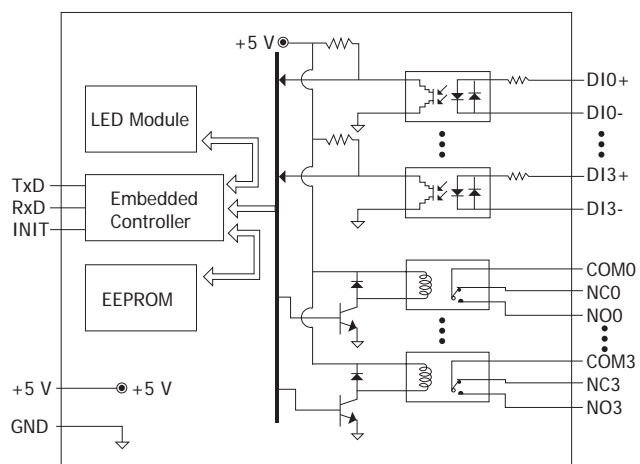 +5 V
LED Module
DI0+
DI0-
TxD
RxD
INIT
Embedded
Controller
DI3+
DI3-
EEPROM
COM0
NC0
NO0
COM3
NC3
NO3
+5 V
+5 V
GND